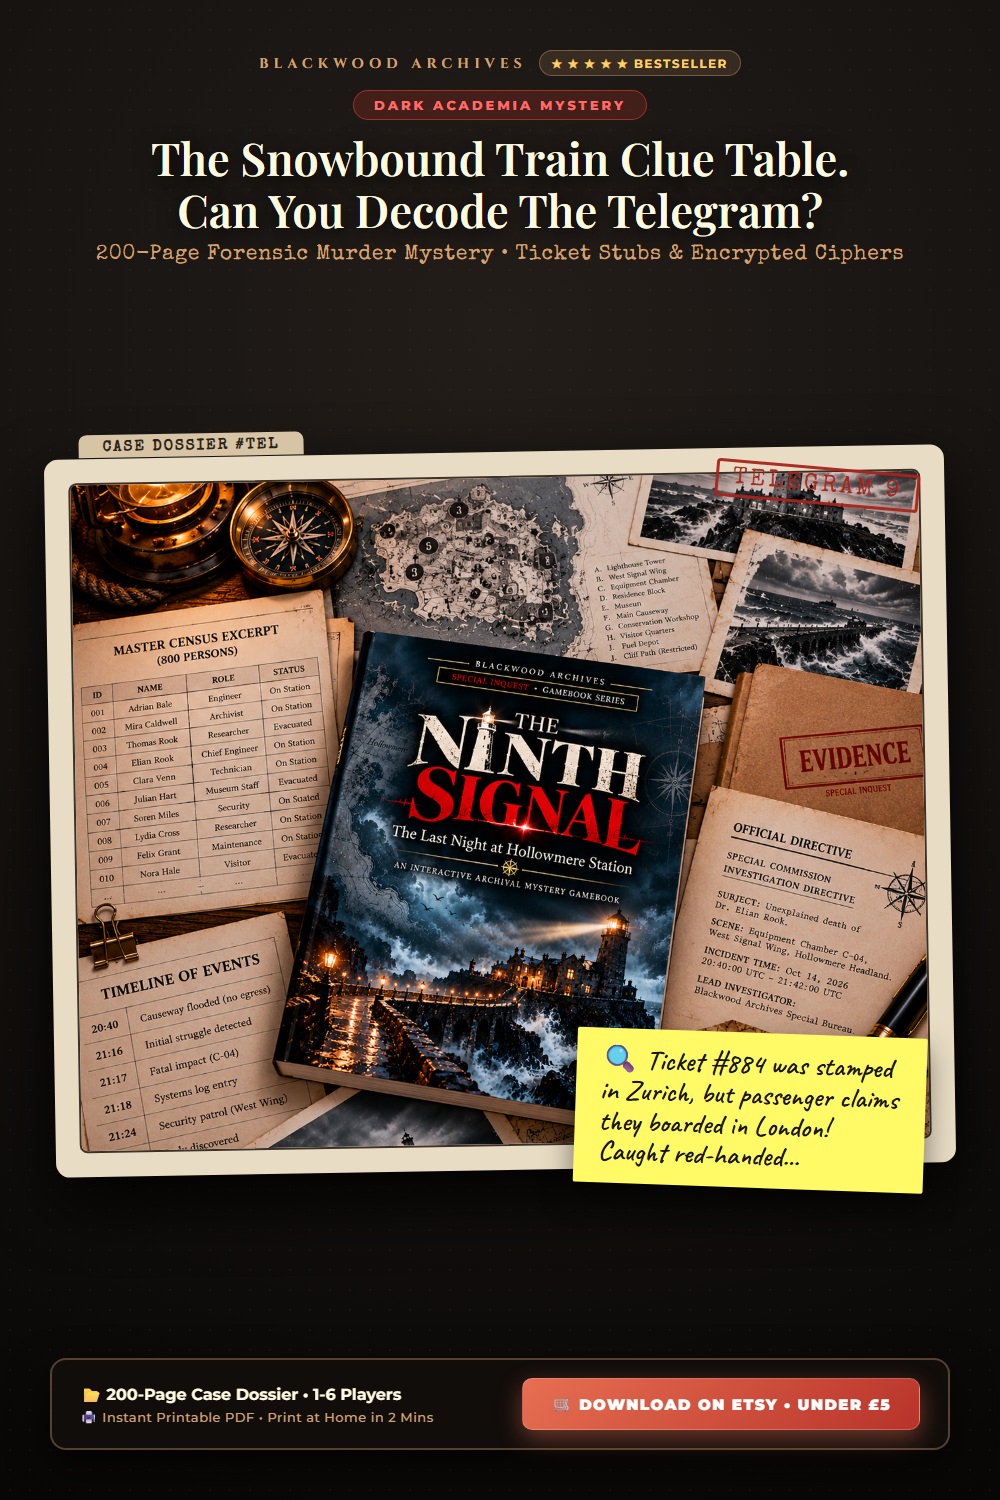 BLACKWOOD ARCHIVES
★★★★★ BESTSELLER
DARK ACADEMIA MYSTERY
The Snowbound Train Clue Table.
Can You Decode The Telegram?
200-Page Forensic Murder Mystery • Ticket Stubs & Encrypted Ciphers
CASE DOSSIER #TEL
TELEGRAM 9
3
5
3
W
A. Lighthouse Tower
B. West Signal Wing
C. Equipment Chamber
D. Residence Block
E. Museum
F. Main Causeway
G. Conservation Workshop
H. Visitor Quarters
I. Fuel Depot
J. Cliff Path (Restricted)
MASTER CENSUS EXCERPT
(800 PERSONS)
ID NAME ROLE STATUS
001 Adrian Bale Engineer On Station
002 Mira Caldwell Archivist On Station
003 Thomas Rook Researcher Evacuated
004 Elian Rook Chief Engineer On Station
005 Clara Venn Technician On Station
006 Julian Hart Museum Staff Evacuated
007 Soren Miles Security On Suated
008 Lydia Cross Researcher On Station
009 Felix Grant Maintenance On Station
010 Nora Hale Visitor Evacuate
... ... ...
BLACKWOOD ARCHIVES
SPECIAL INQUEST • GAMEBOOK SERIES
THE
NINTH
SIGNAL
The Last Night at Hollowmere Station
AN INTERACTIVE ARCHIVAL MYSTERY GAMEBOOK
EVIDENCE
SPECIAL INQUEST
OFFICIAL DIRECTIVE
SPECIAL COMMISSION
INVESTIGATION DIRECTIVE
SUBJECT: Unexplained death of
Dr. Elian Rook.
SCENE: Equipment Chamber C-04,
West Signal Wing, Hollowmere Headland.
INCIDENT TIME: Oct 14, 2026
20:40:00 UTC – 21:42:00 UTC
LEAD INVESTIGATOR:
Blackwood Archives Special Bureau
TIMELINE OF EVENTS
20:40 Causeway flooded (no egress)
21:16 Initial struggle detected
21:17 Fatal impact (C-04)
21:18 Systems log entry
21:24 Security patrol (West Wing)
discovered
🔍 Ticket #884 was stamped
in Zurich, but passenger claims
they boarded in London!
Caught red-handed...
200-Page Case Dossier • 1-6 Players
Instant Printable PDF • Print at Home in 2 Mins
DOWNLOAD ON ETSY • UNDER £5